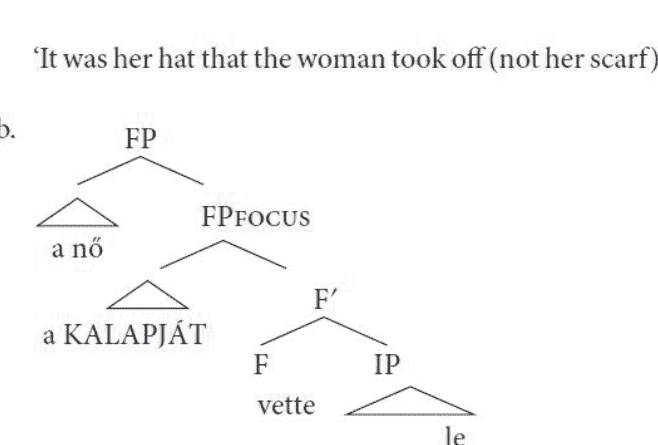 ‘It was her hat that the woman took off (not her scarf)
b.
FP
FPFOCUS
a nő
F′
a KALAPJÁT
F IP
vette
le